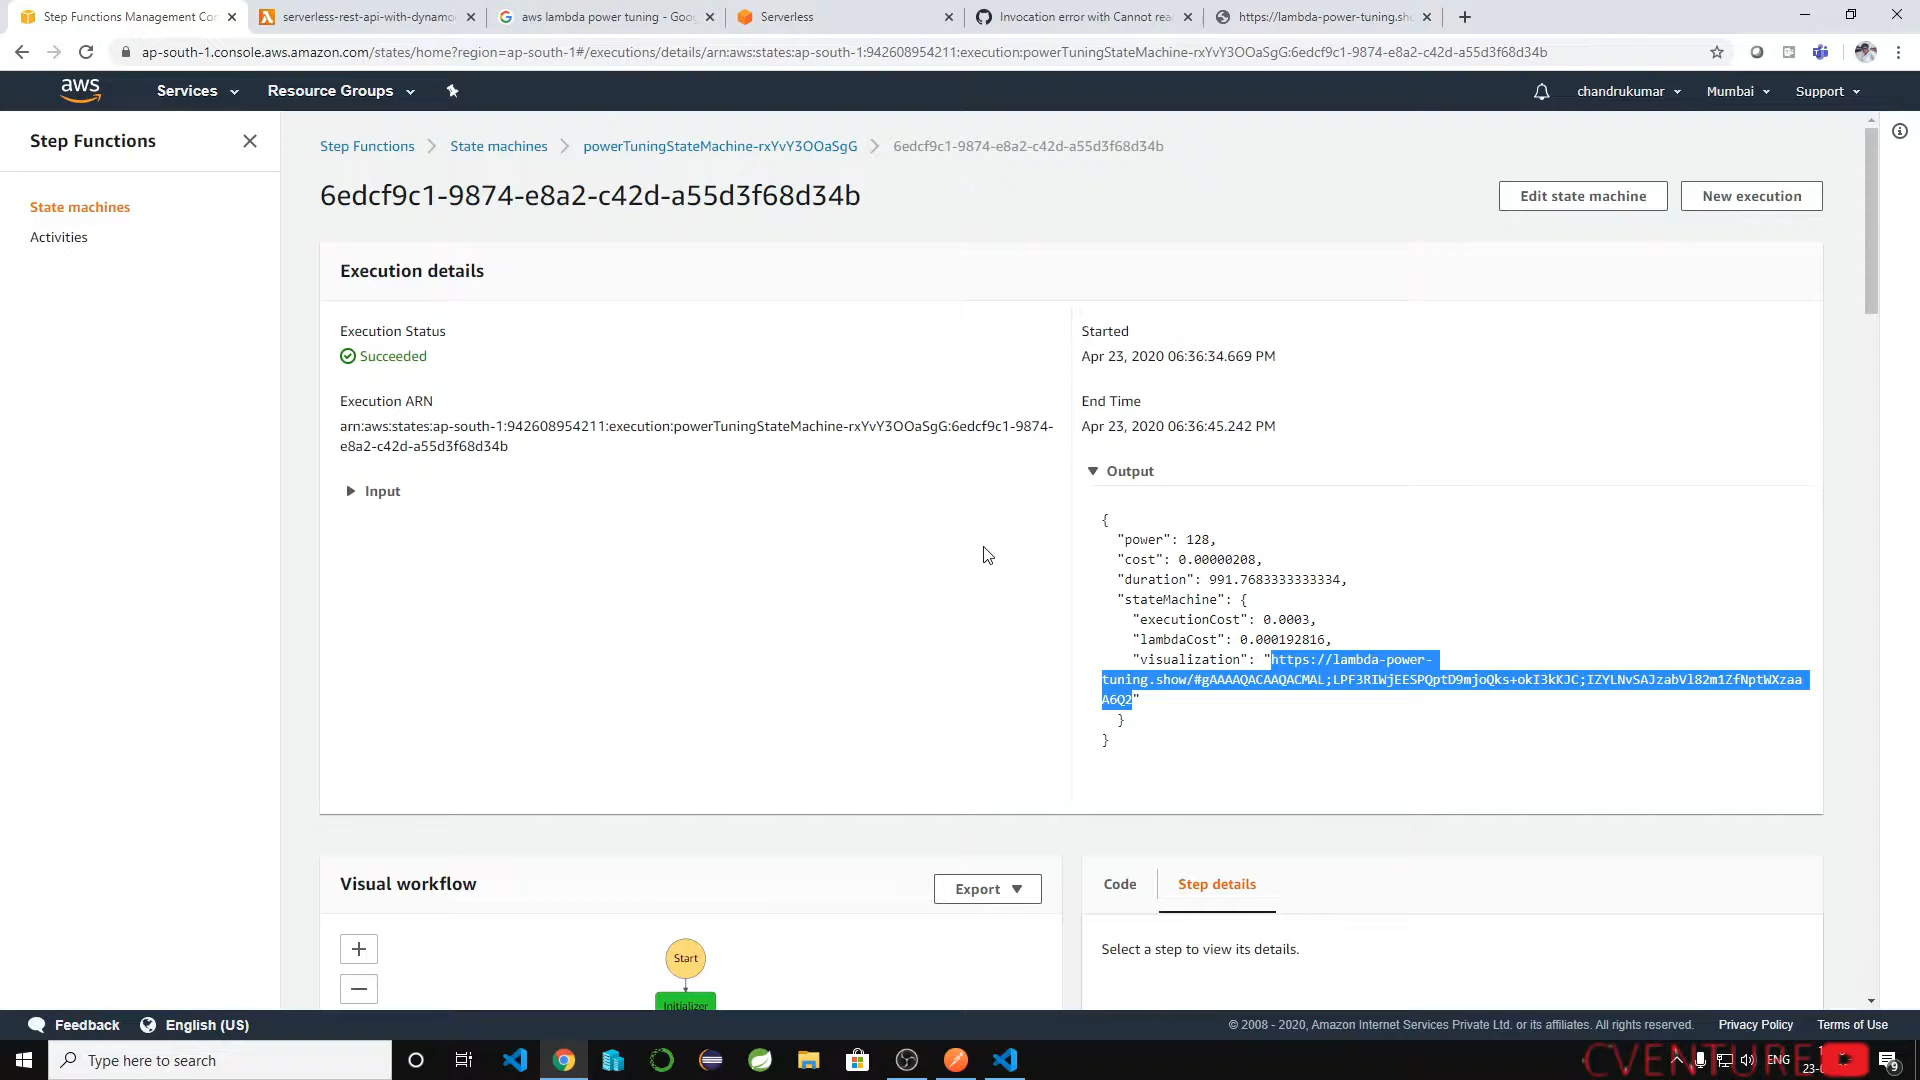 Step Functions Management Co
serverless-rest-api-with-dynamo
aws lambda power tuning - Goo
Serverless
Invocation error with Cannot rea
https://lambda-power-tuning.sh
ap-south-1.console.aws.amazon.com/states/home?region=ap-south-1#/executions/details/arn:aws:states:ap-south-1:942608954211:execution:powerTuningStateMachine-rxYvY3OOaSgG:6edcf9c1-9874-e8a2-c42d-a55d3f68d34b
aws
Services
Resource Groups
chandrukumar
Mumbai
Support
Step Functions
State machines
Activities
Step Functions
State machines
powerTuningStateMachine-rxYvY3OOaSgG
6edcf9c1-9874-e8a2-c42d-a55d3f68d34b
6edcf9c1-9874-e8a2-c42d-a55d3f68d34b
Edit state machine
New execution
Execution details
Execution Status
Succeeded
Execution ARN
arn:aws:states:ap-south-1:942608954211:execution:powerTuningStateMachine-rxYvY3OOaSgG:6edcf9c1-9874-
e8a2-c42d-a55d3f68d34b
Input
Started
Apr 23, 2020 06:36:34.669 PM
End Time
Apr 23, 2020 06:36:45.242 PM
Output
{
"power": 128,
"cost": 0.00000208,
"duration": 991.7683333333334,
"stateMachine": {
"executionCost": 0.0003,
"lambdaCost": 0.000192816,
"visualization": "https://lambda-power-
tuning.show/#gAAAAQACAAQACMAL;LPF3RIWjEESPQptD9mjoQks+okI3kKJC;IZYLNvSAJzabVl82m1ZfNptWXzaa
A6Q2"
}
}
Visual workflow
Export
Start
Initializer
Code
Step details
Select a step to view its details.
Feedback
English (US)
© 2008 - 2020, Amazon Internet Services Private Ltd. or its affiliates. All rights reserved.
Privacy Policy
Terms of Use
Type here to search
CVENTURE
ENG
9